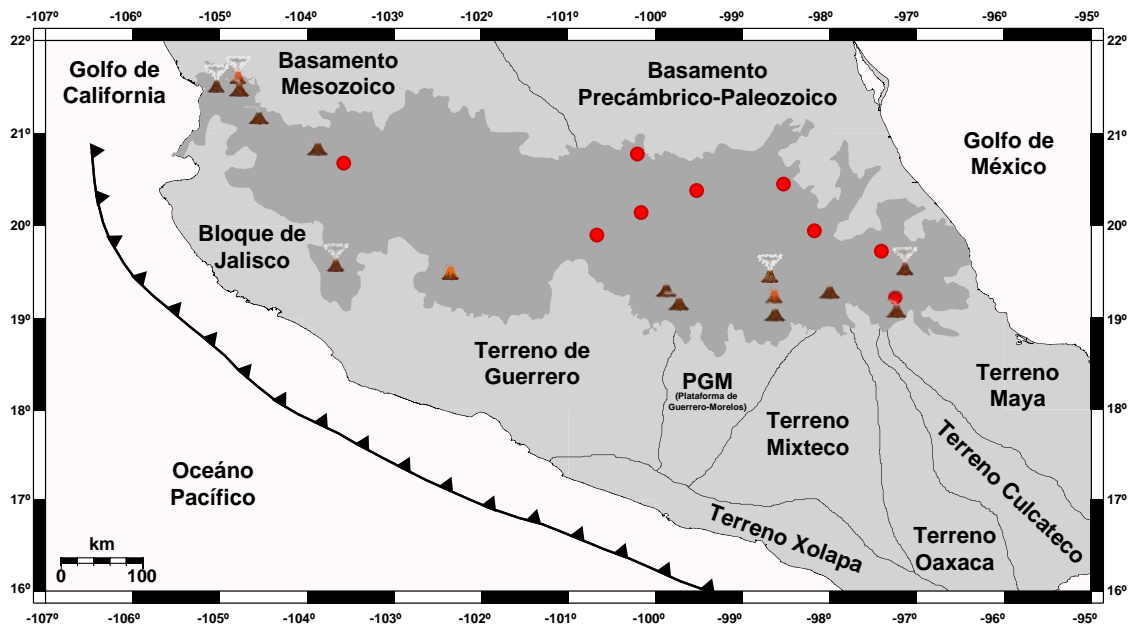 -107º -106º -105º -104º -103º -102º -101º -100º -99º -98º -97º -96º -95º
22º 22º
Golfo de
California
Basamento
Mesozoico
Basamento
Precámbrico-Paleozoico
21º 21º
Golfo de
México
20º 20º
Bloque de
Jalisco
19º 19º
Terreno de
Guerrero
PGM
(Plataforma de
Guerrero-Morelos)
Terreno
Maya
18º 18º
Terreno
Mixteco
Terreno Culcateco
Oceáno
Pacífico
17º 17º
Terreno Xolapa
Terreno
Oaxaca
km
0 100
16º 16º
-107º -106º -105º -104º -103º -102º -101º -100º -99º -98º -97º -96º -95º